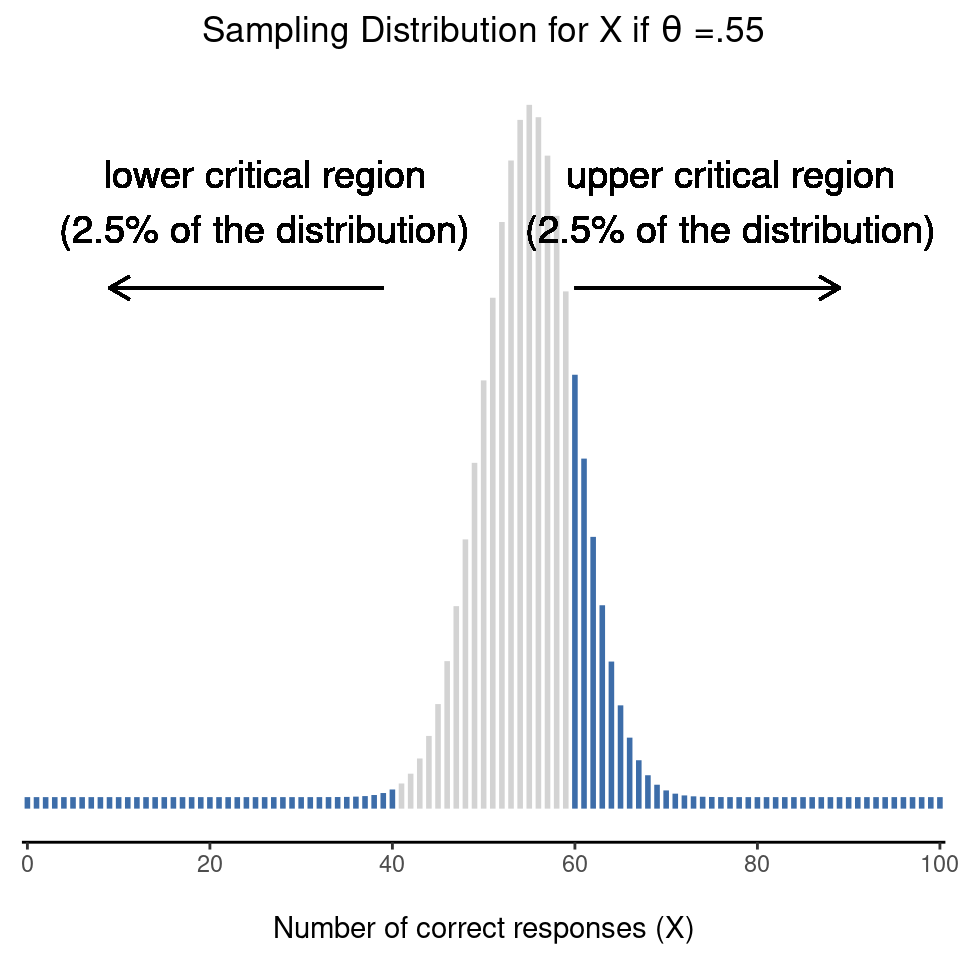 Sampling Distribution for X if θ =.55
lower critical region
(2.5% of the distribution)
upper critical region
(2.5% of the distribution)
0 20 40 60 80 100
Number of correct responses (X)